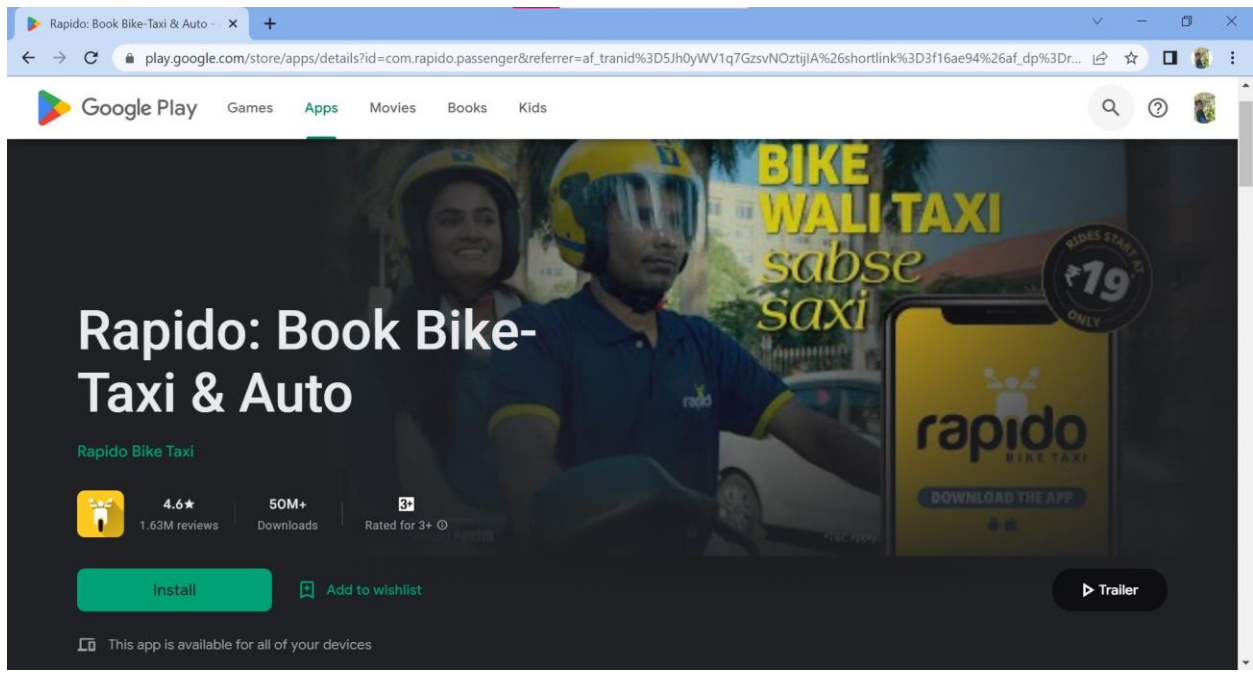 Rapido: Book Bike-Taxi & Auto -
play.google.com/store/apps/details?id=com.rapido.passenger&referrer=af_tranid%3D5Jh0yWV1q7GzsvNOztijIA%26shortlink%3D3f16ae94%26af_dp%3Dr...
Google Play Games Apps Movies Books Kids
BIKE
WALI TAXI
sabse
saxi
RIDES START AT
₹19
ONLY
Rapido: Book Bike-
Taxi & Auto
rapido
rapido
BIKE TAXI
DOWNLOAD THE APP
Rapido Bike Taxi
4.6★ 50M+ 3+
1.63M reviews Downloads Rated for 3+
Install Add to wishlist Trailer
This app is available for all of your devices